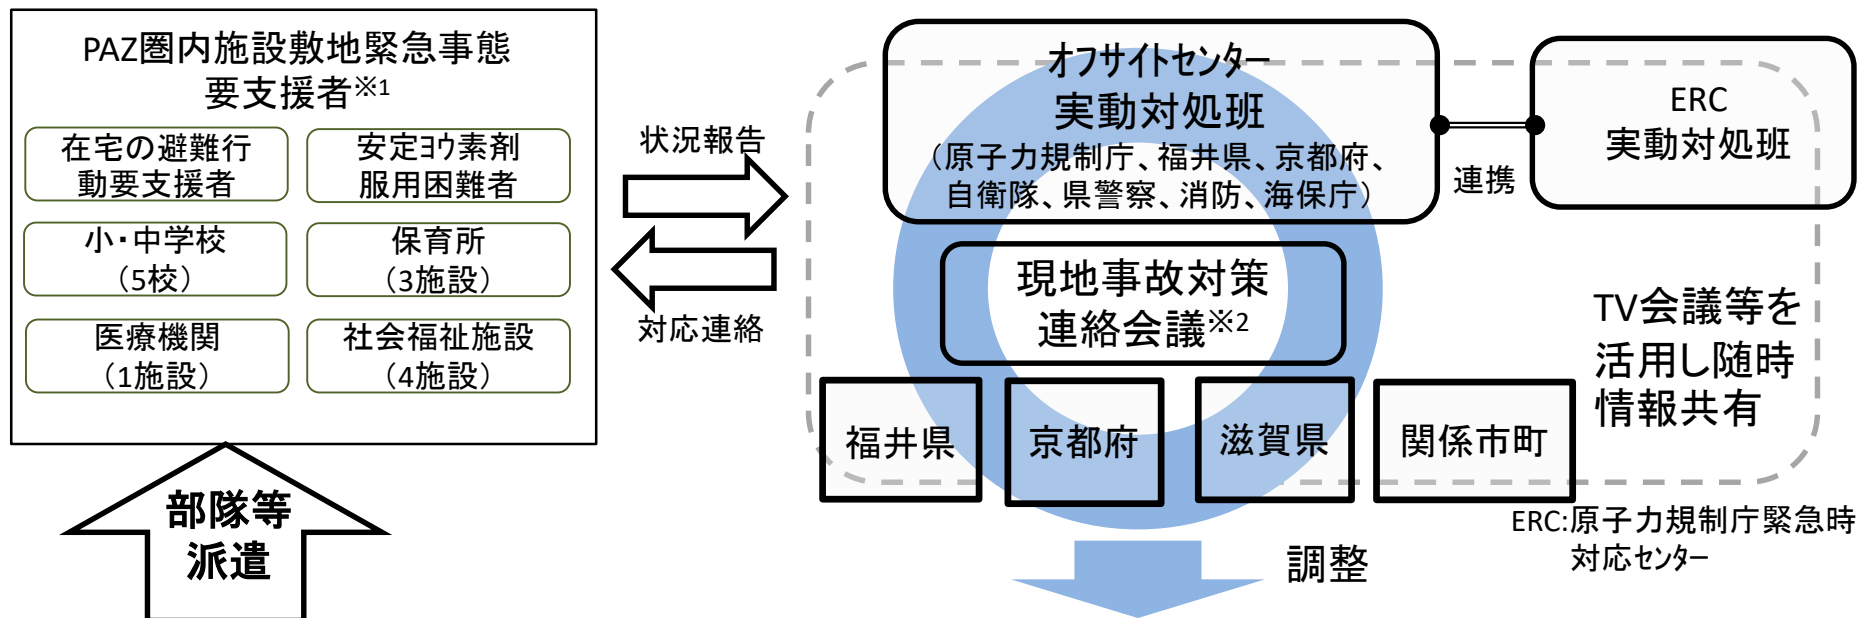 PAZ圏内施設敷地緊急事態
要支援者※1
在宅の避難行
動要支援者
安定ﾖｳ素剤
服用困難者
小・中学校
（5校）
保育所
（3施設）
医療機関
（1施設）
社会福祉施設
（4施設）
部隊等
派遣
状況報告
対応連絡
ｵﾌｻｲﾄｾﾝﾀｰ
実動対処班
（原子力規制庁、福井県、京都府、
自衛隊、県警察、消防、海保庁）
連携
ERC
実動対処班
現地事故対策
連絡会議※2
TV会議等を
活用し随時
情報共有
福井県
京都府
滋賀県
関係市町
ERC:原子力規制庁緊急時
対応ｾﾝﾀｰ
調整